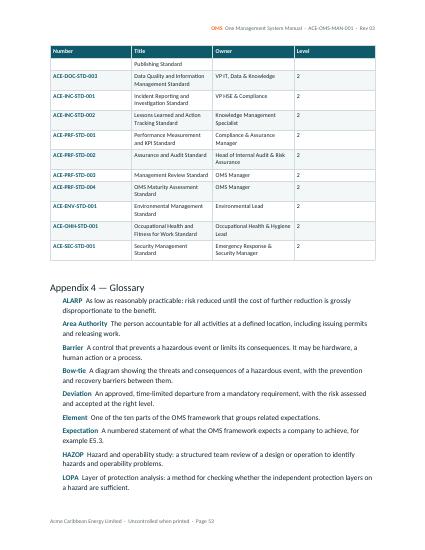 OMS One Management System Manual · ACE-OMS-MAN-001 · Rev 03
Number Title Owner Level
Publishing Standard
ACE-DOC-STD-003 Data Quality and Information VP IT, Data & Knowledge 2
Management Standard
ACE-INC-STD-001 Incident Reporting and VP HSE & Compliance 2
Investigation Standard
ACE-INC-STD-002 Lessons Learned and Action Knowledge Management 2
Tracking Standard Specialist
ACE-PRF-STD-001 Performance Measurement Compliance & Assurance 2
and KPI Standard Manager
ACE-PRF-STD-002 Assurance and Audit Standard Head of Internal Audit & Risk 2
Assurance
ACE-PRF-STD-003 Management Review Standard OMS Manager 2
ACE-PRF-STD-004 OMS Maturity Assessment OMS Manager 2
Standard
ACE-ENV-STD-001 Environmental Management Environmental Lead 2
Standard
ACE-OHH-STD-001 Occupational Health and Occupational Health & Hygiene 2
Fitness for Work Standard Lead
ACE-SEC-STD-001 Security Management Emergency Response & 2
Standard Security Manager
Appendix 4 — Glossary
ALARP As low as reasonably practicable: risk reduced until the cost of further reduction is grossly
disproportionate to the benefit.
Area Authority The person accountable for all activities at a defined location, including issuing permits
and releasing work.
Barrier A control that prevents a hazardous event or limits its consequences. It may be hardware, a
human action or a process.
Bow-tie A diagram showing the threats and consequences of a hazardous event, with the prevention
and recovery barriers between them.
Deviation An approved, time-limited departure from a mandatory requirement, with the risk assessed
and accepted at the right level.
Element One of the ten parts of the OMS framework that groups related expectations.
Expectation A numbered statement of what the OMS framework expects a company to achieve, for
example E5.3.
HAZOP Hazard and operability study: a structured team review of a design or operation to identify
hazards and operability problems.
LOPA Layer of protection analysis: a method for checking whether the independent protection layers on
a hazard are sufficient.
Acme Caribbean Energy Limited · Uncontrolled when printed · Page 53